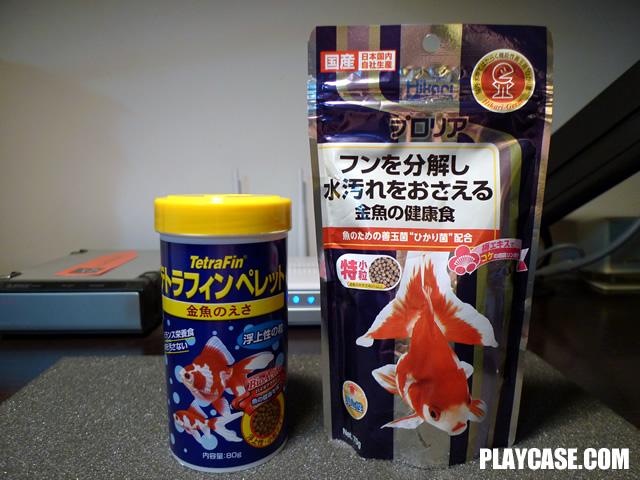 TetraFin
テトラフィン ペレット
金魚のえさ
浮上性の粒
内容量:80g
国産
日本国内
自社生産
Hikari
プロリア
フンを分解し
水汚れをおさえる
金魚の健康食
魚のための善玉菌"ひかり菌"配合
特小粒
Net. 70g
PLAYCASE.COM